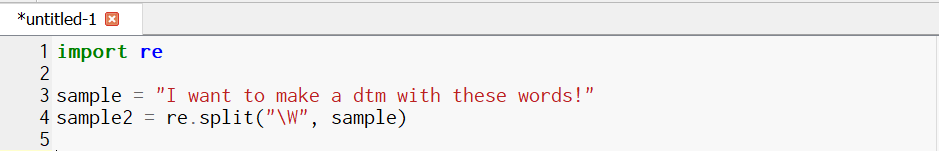 *untitled-1
1 import re
2
3 sample = "I want to make a dtm with these words!"
4 sample2 = re.split("\W", sample)
5